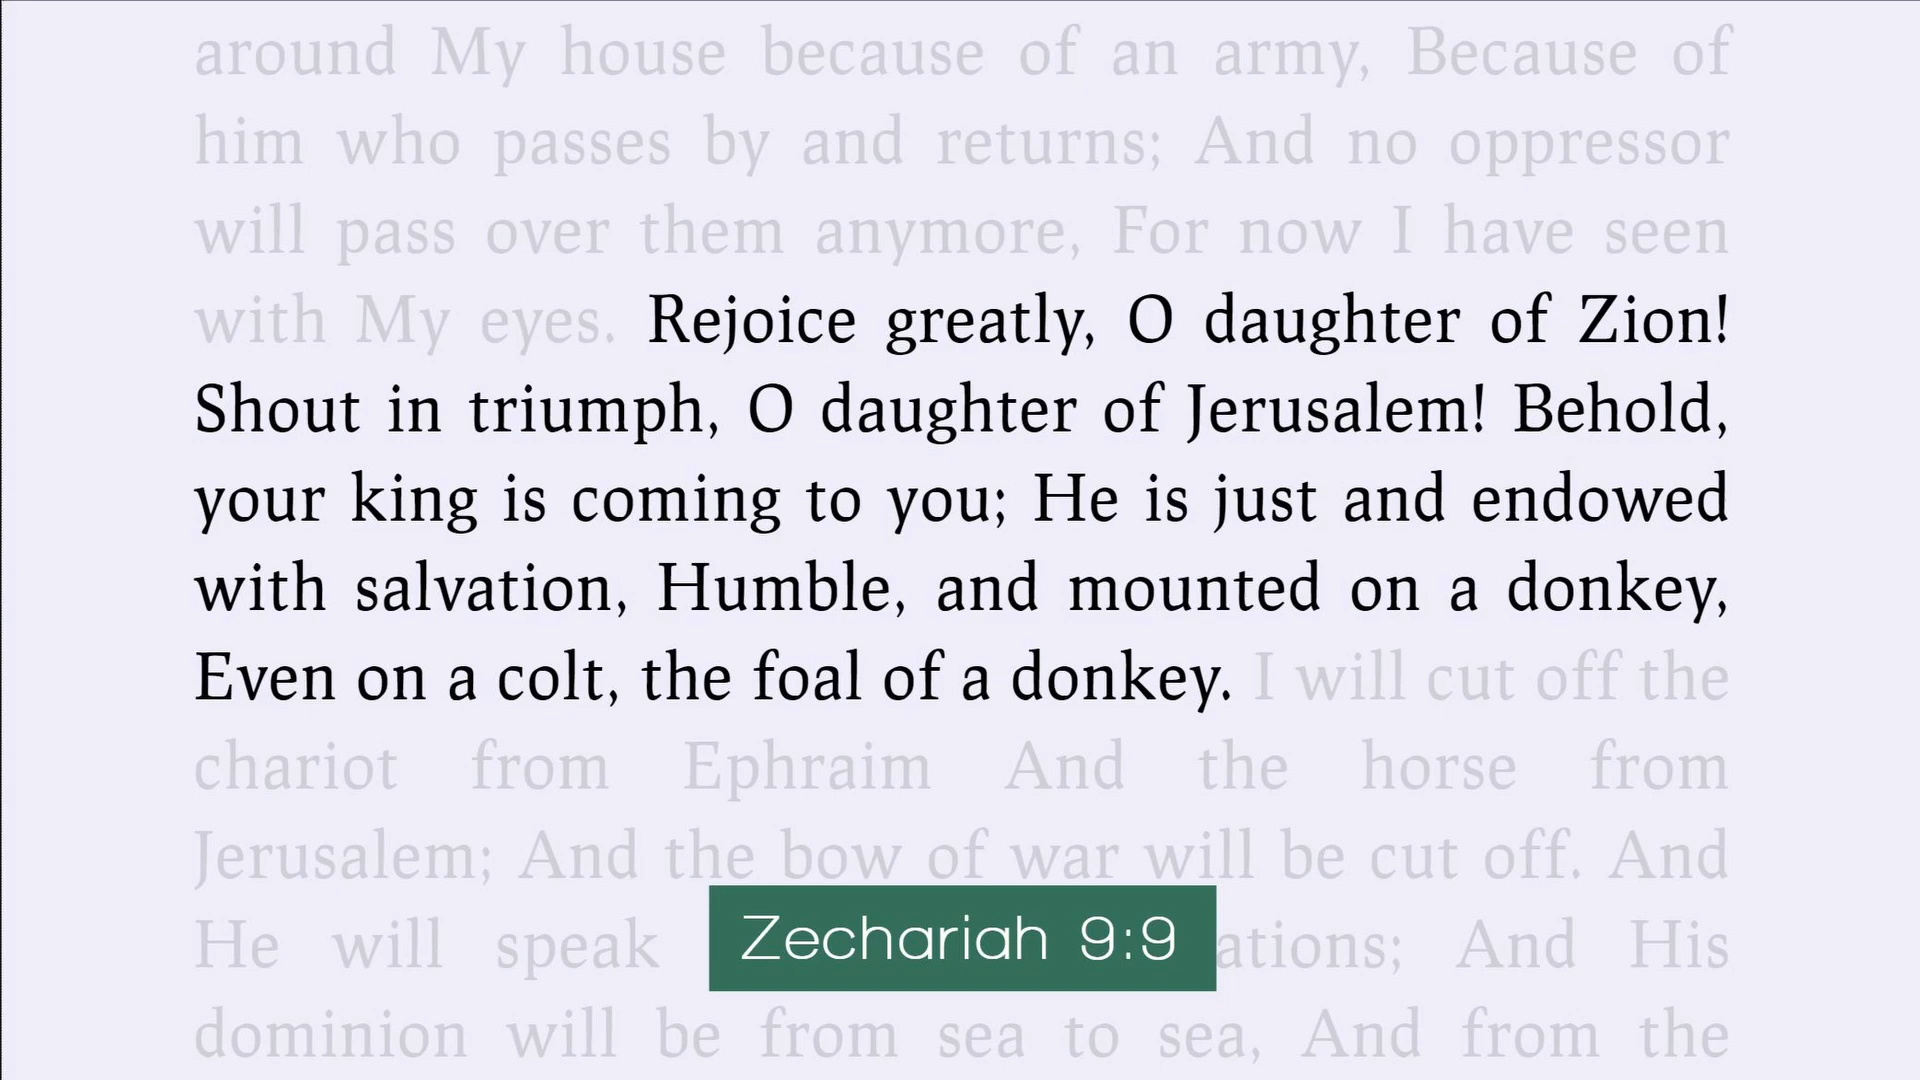 around My house because of an army, Because of
him who passes by and returns; And no oppressor
will pass over them anymore, For now I have seen
with My eyes. Rejoice greatly, O daughter of Zion!
Shout in triumph, O daughter of Jerusalem! Behold,
your king is coming to you; He is just and endowed
with salvation, Humble, and mounted on a donkey,
Even on a colt, the foal of a donkey. I will cut off the
chariot from Ephraim And the horse from
Jerusalem; And the bow of war will be cut off. And
He will speak ations; And His
Zechariah 9:9
dominion will be from sea to sea, And from the